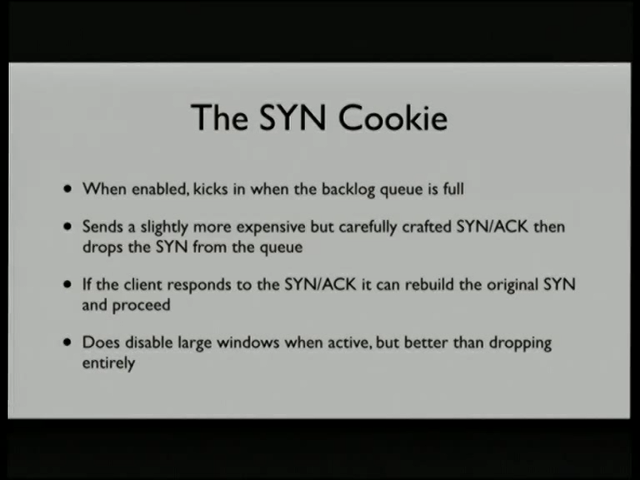 The SYN Cookie
• When enabled, kicks in when the backlog queue is full
• Sends a slightly more expensive but carefully crafted SYN/ACK then
drops the SYN from the queue
• If the client responds to the SYN/ACK it can rebuild the original SYN
and proceed
• Does disable large windows when active, but better than dropping
entirely